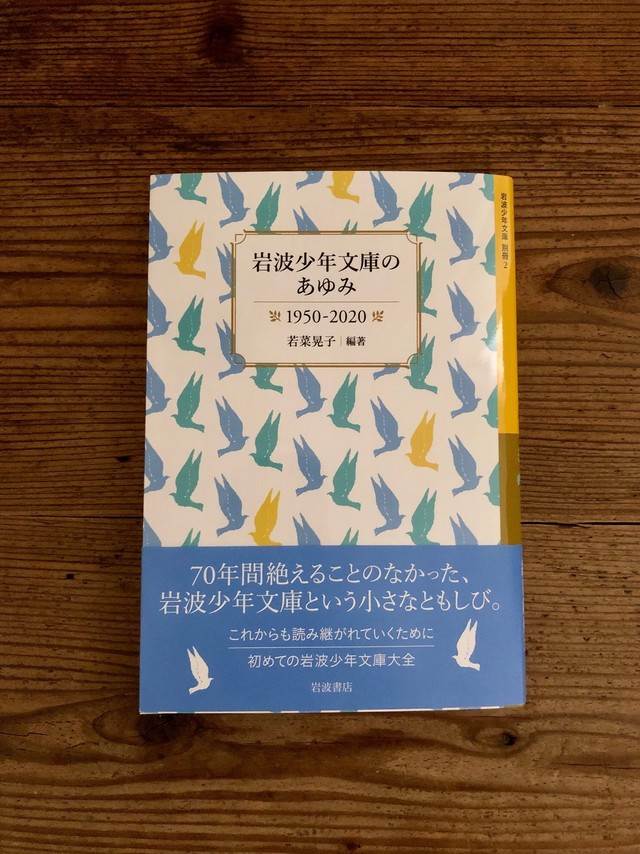 岩波少年文庫の
あゆみ
1950-2020
若菜晃子|編著
岩波少年文庫 別冊2
70年間絶えることのなかった、
岩波少年文庫という小さなともしび。
これからも読み継がれていくために
初めての岩波少年文庫大全
岩波書店